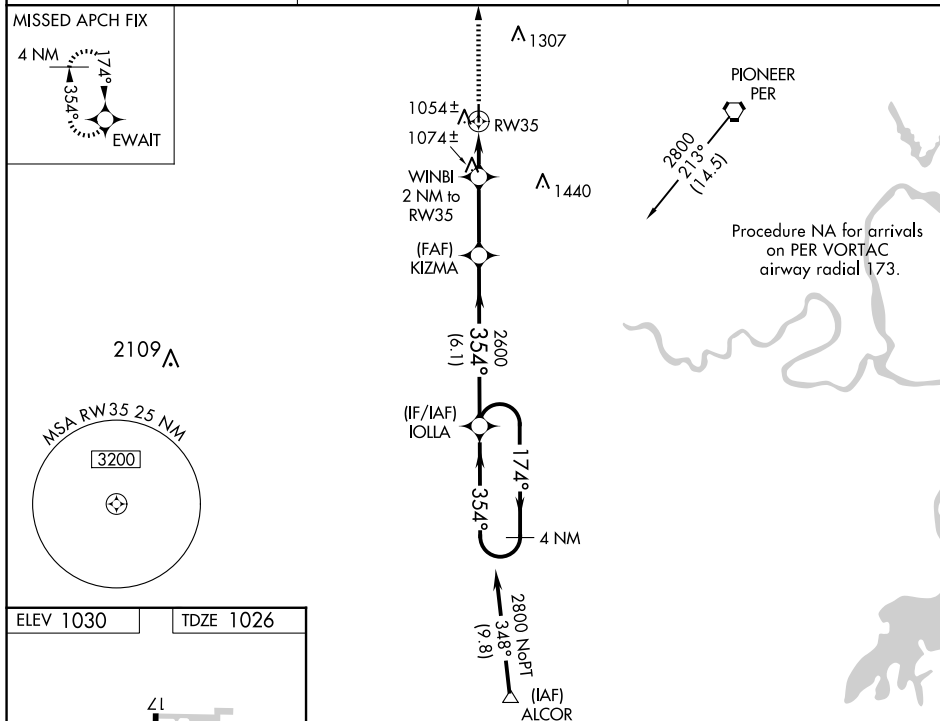 MISSED APCH FIX
4 NM
174°
354°
EWAIT
1307
PIONEER
PER
2800
213°
(14.5)
1054±
RW35
1074±
WINBI
2 NM to
RW35
1440
Procedure NA for arrivals
on PER VORTAC
airway radial 173.
(FAF)
KIZMA
2600
354°
(6.1)
2109
(IF/IAF)
IOLLA
MSA RW35 25 NM
3200
174°
354°
4 NM
2800 NoPT
348°
(9.8)
(IAF)
ALCOR
ELEV 1030
TDZE 1026
17